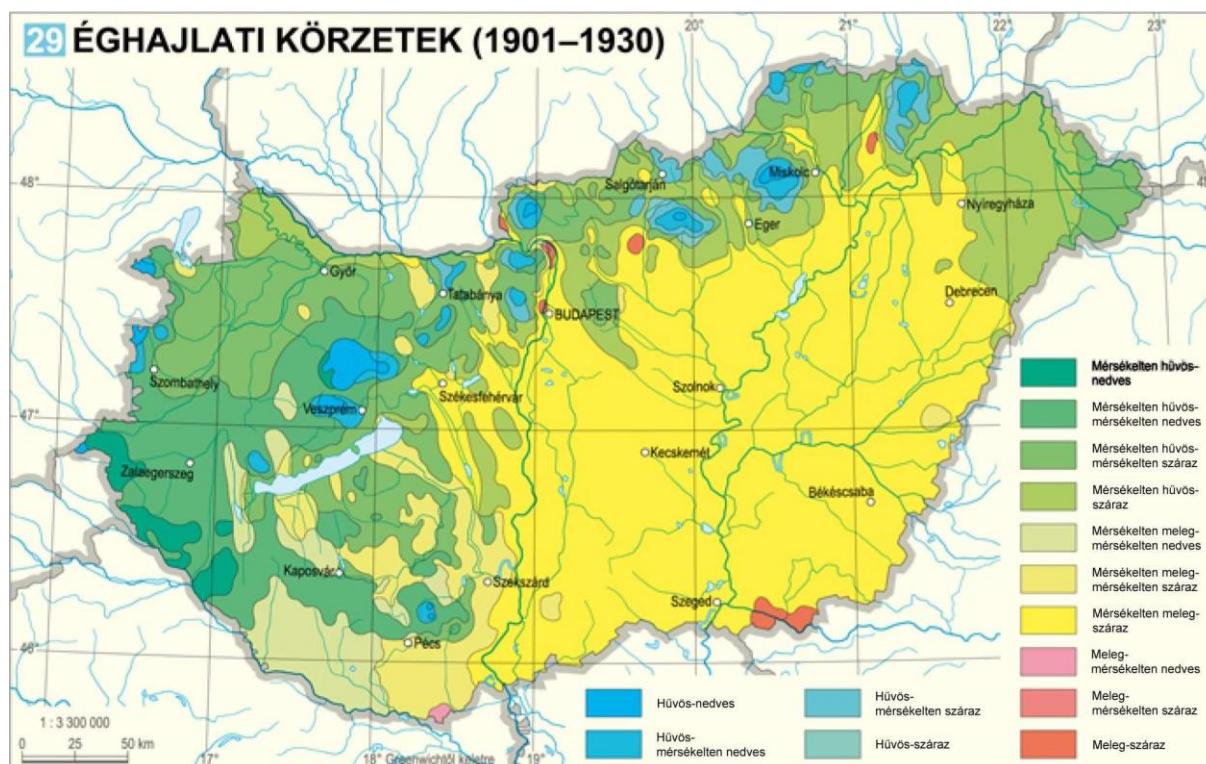 29 ÉGHAJLATI KÖRZETEK (1901–1930)
20°
21°
22°
23°
48°
Salgótarján
Miskolc
Nyíregyháza
Eger
Győr
Tatabánya
BUDAPEST
Debrecen
Szombathely
Székesfehérvár
Szolnok
Veszprém
47°
Kecskemét
Zalaegerszeg
Békéscsaba
Kaposvár
Szekszárd
Szeged
Pécs
46°
Mérsékelten hűvös-
nedves
Mérsékelten hűvös-
mérsékelten nedves
Mérsékelten hűvös-
mérsékelten száraz
Mérsékelten hűvös-
száraz
Mérsékelten meleg-
mérsékelten nedves
Mérsékelten meleg-
mérsékelten száraz
Mérsékelten meleg-
száraz
Meleg-
mérsékelten nedves
Meleg-
mérsékelten száraz
Meleg-száraz
Hűvös-nedves
Hűvös-
mérsékelten nedves
Hűvös-
mérsékelten száraz
Hűvös-száraz
1 : 3 300 000
0 25 50 km
17°
18° Greenwichtől keletre
19°